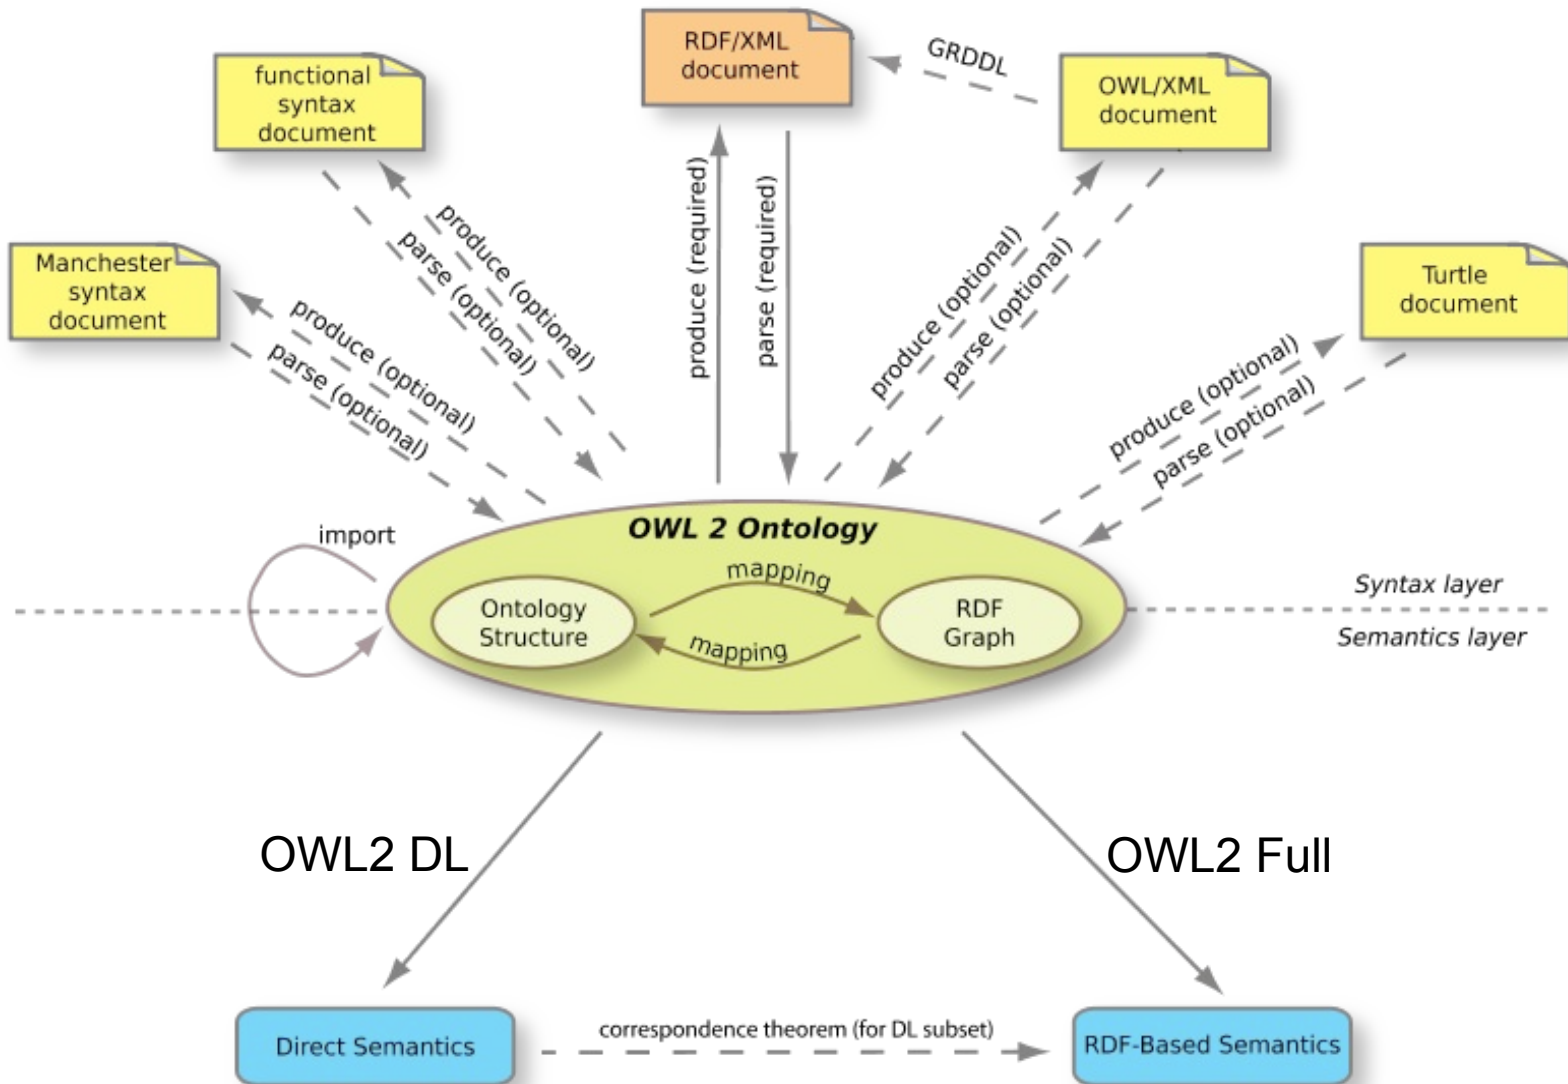 RDF/XML
document
GRDDL
functional
syntax
document
OWL/XML
document
Manchester
syntax
document
Turtle
document
produce (optional)
parse (optional)
produce (optional)
parse (optional)
produce (required)
parse (required)
produce (optional)
parse (optional)
produce (optional)
parse (optional)
import
OWL 2 Ontology
mapping
Ontology
Structure
RDF
Graph
mapping
Syntax layer
Semantics layer
OWL2 DL
OWL2 Full
Direct Semantics
correspondence theorem (for DL subset)
RDF-Based Semantics